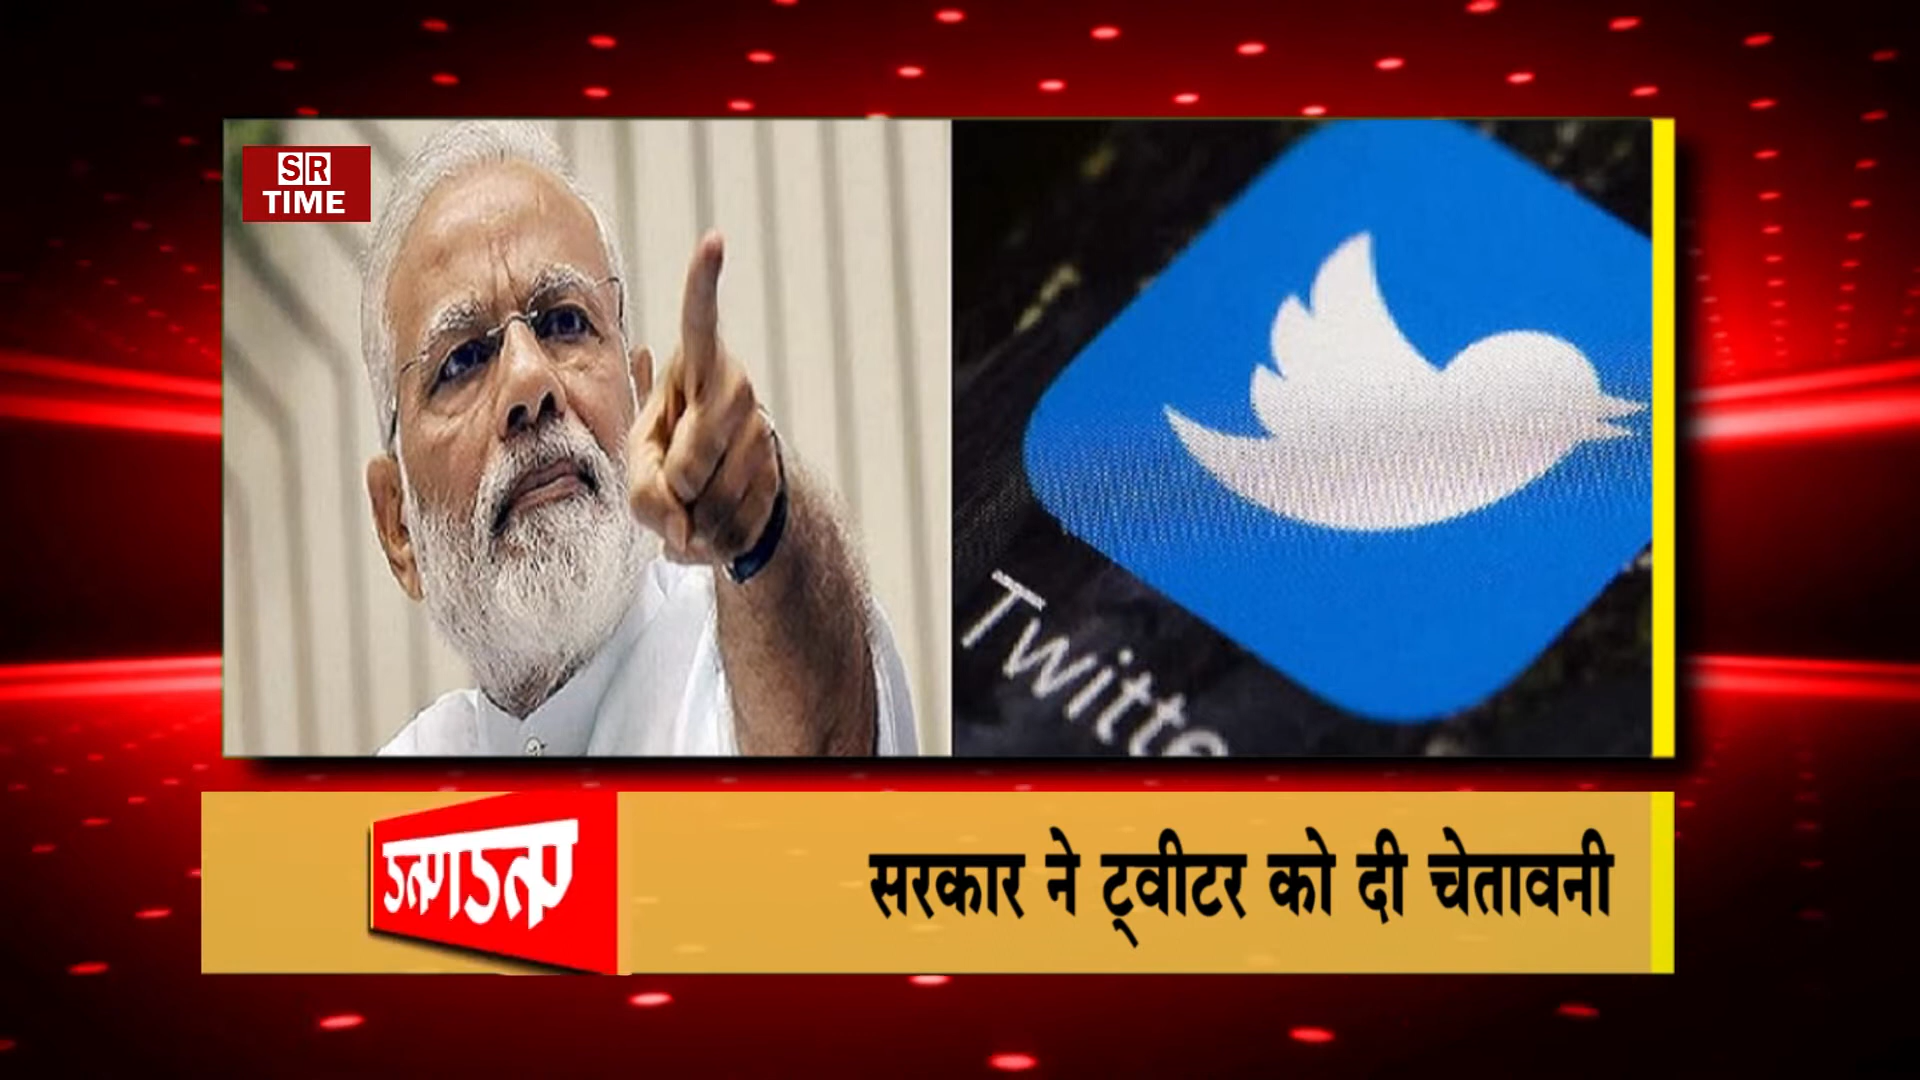 SR
TIME
Twitte
सरकार ने ट्वीटर को दी चेतावनी